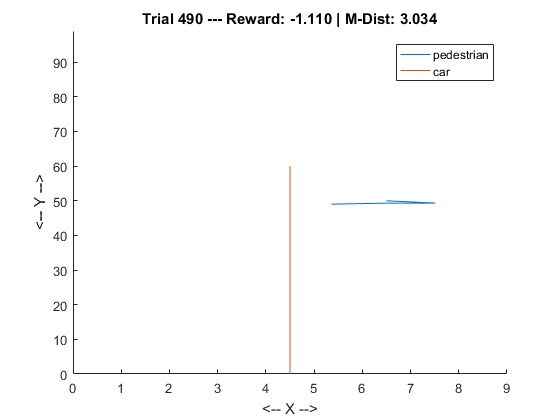 Trial 490 --- Reward: -1.110 | M-Dist: 3.034
pedestrian
car
90
80
70
60
50
40
30
20
10
0
<-- Y -->
0 1 2 3 4 5 6 7 8 9
<-- X -->